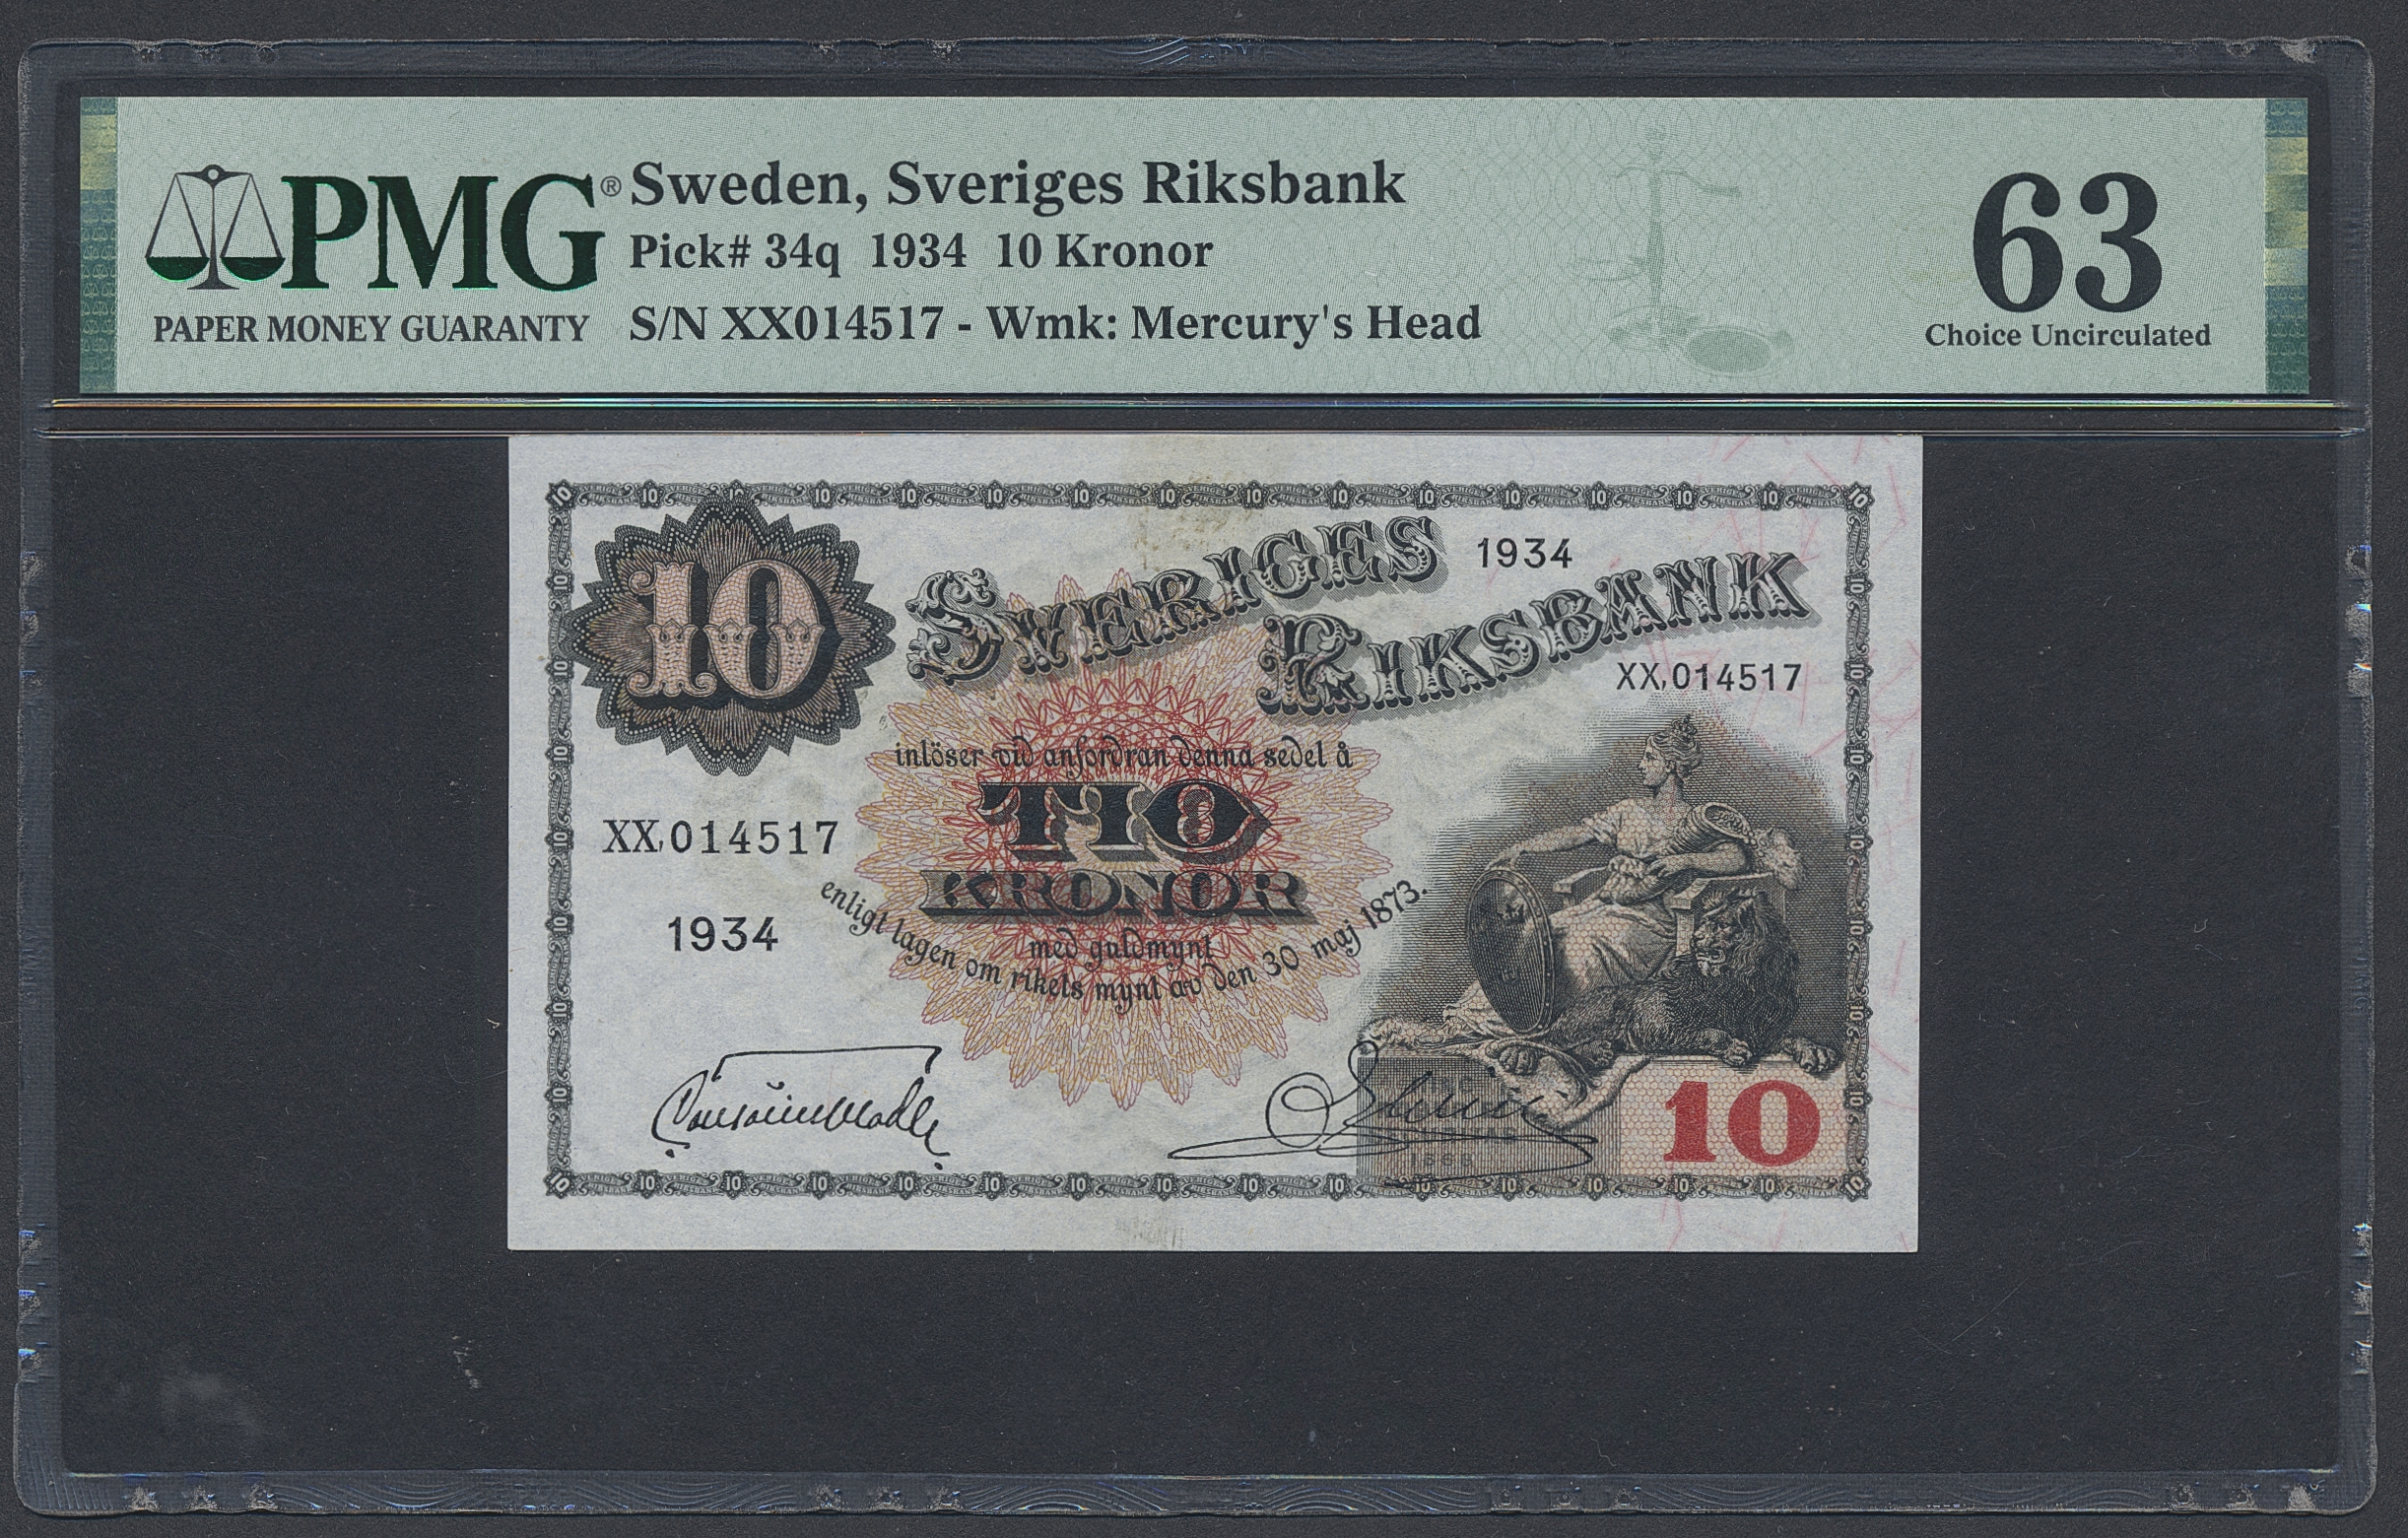 PMG®
PAPER MONEY GUARANTY
Sweden, Sveriges Riksbank
Pick# 34q 1934 10 Kronor
S/N XX014517 - Wmk: Mercury's Head
63
Choice Uncirculated
10
SVERIGES
1934
RIKSBANK
XX,014517
inlöser vid anfordran denna sedel å
TIO
XX,014517
KRONOR
1934
med guldmynt
enligt lagen om rikets mynt av den 30 maj 1873.
1668
10